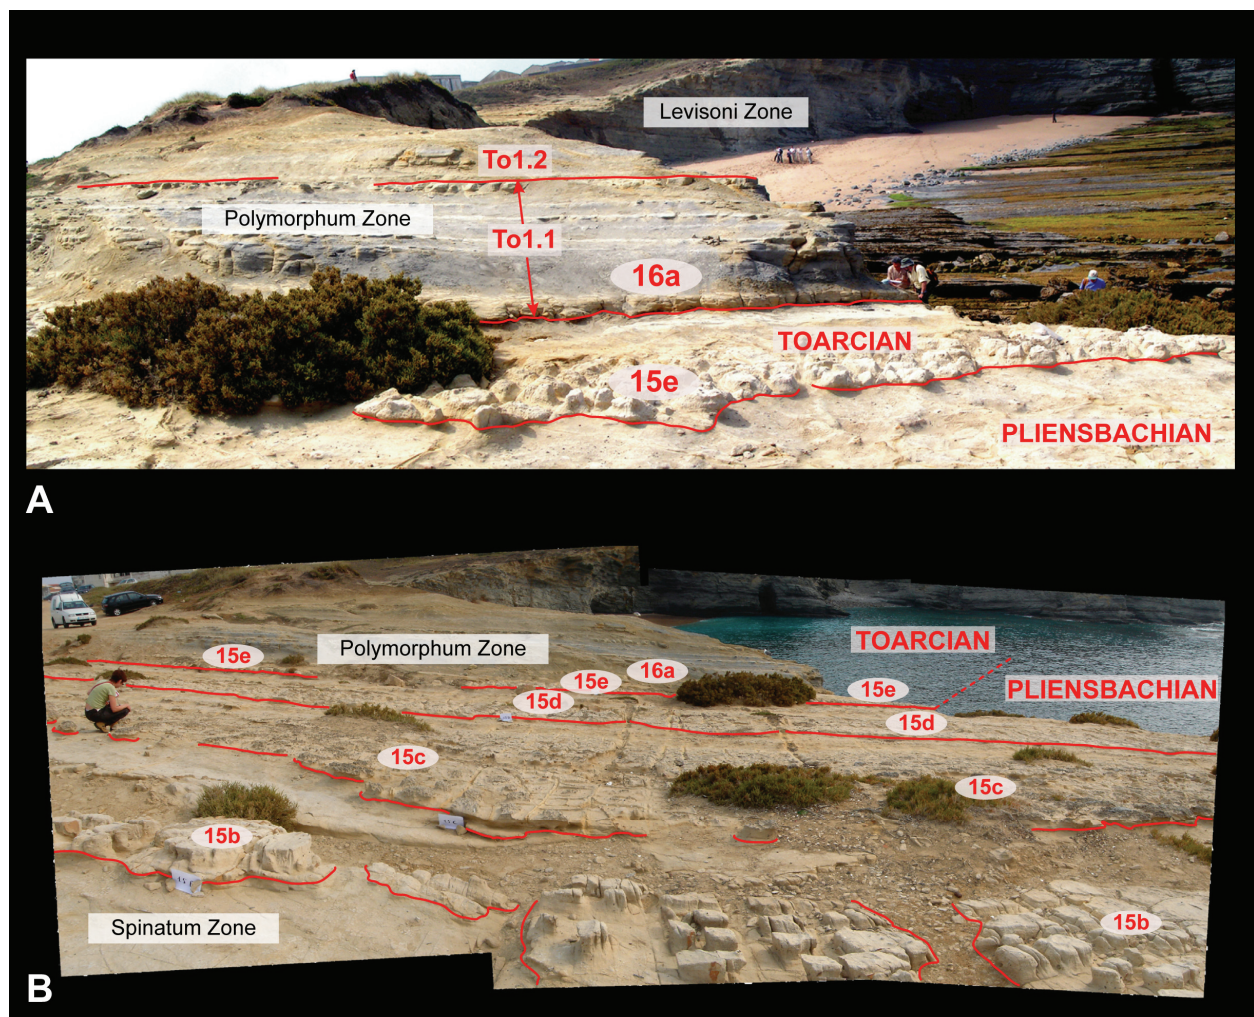 Levisoni Zone
To1.2
Polymorphum Zone
To1.1
16a
TOARCIAN
15e
PLIENSBACHIAN
A
Polymorphum Zone
TOARCIAN
15e
16a
15e
15e
PLIENSBACHIAN
15d
15d
15c
15c
15b
15b
Spinatum Zone
B